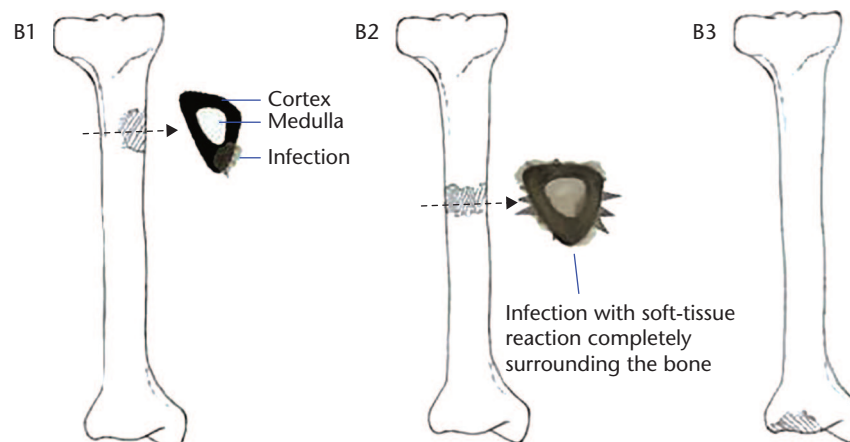 B1
Cortex
Medulla
Infection
B2
Infection with soft-tissue
reaction completely
surrounding the bone
B3